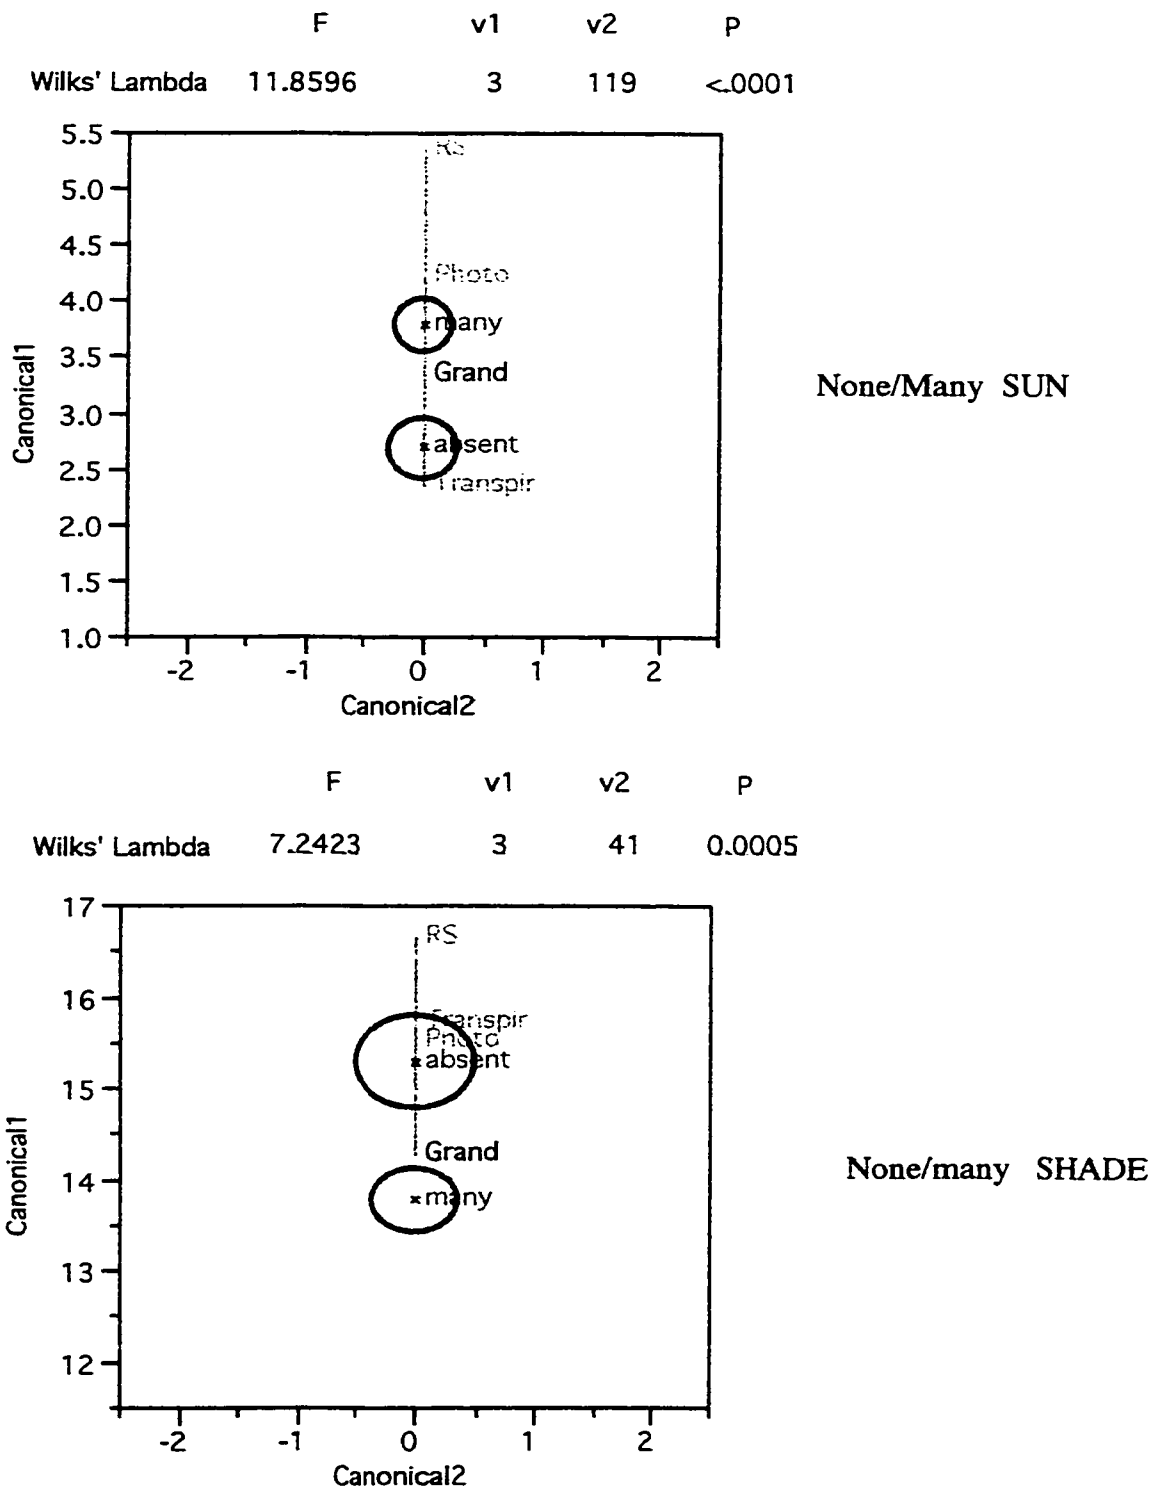 F v1 v2 P
Wilks' Lambda 11.8596 3 119 <.0001
5.5
RS
5.0
4.5
Photo
4.0
many
3.5
Grand
3.0
absent
2.5
Transpir
2.0
1.5
1.0
Canonical1
-2 -1 0 1 2
Canonical2
None/Many SUN
F v1 v2 P
Wilks' Lambda 7.2423 3 41 0.0005
17
RS
16
Transpir
Photo
absent
15
Grand
14
many
13
12
Canonical1
-2 -1 0 1 2
Canonical2
None/many SHADE